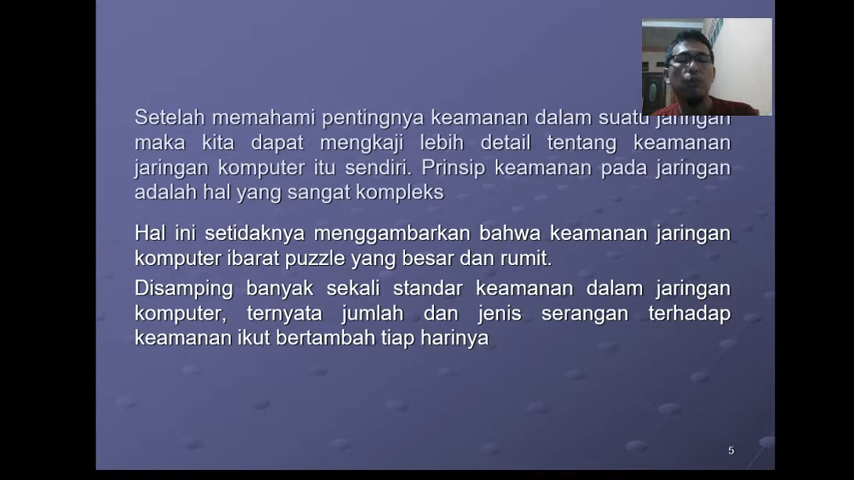 Setelah memahami pentingnya keamanan dalam suatu jaringan
maka kita dapat mengkaji lebih detail tentang keamanan
jaringan komputer itu sendiri. Prinsip keamanan pada jaringan
adalah hal yang sangat kompleks
Hal ini setidaknya menggambarkan bahwa keamanan jaringan
komputer ibarat puzzle yang besar dan rumit.
Disamping banyak sekali standar keamanan dalam jaringan
komputer, ternyata jumlah dan jenis serangan terhadap
keamanan ikut bertambah tiap harinya
5